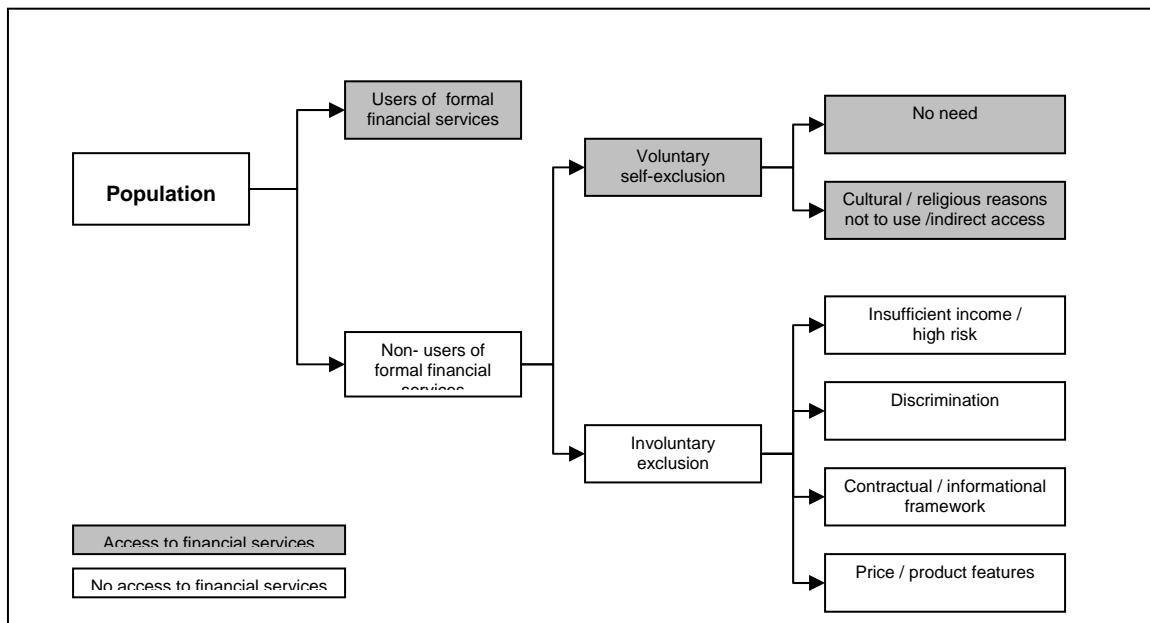 Users of formal
financial services
No need
Population
Voluntary
self-exclusion
Cultural / religious reasons
not to use /indirect access
Non- users of
formal financial
services
Insufficient income /
high risk
Discrimination
Involuntary
exclusion
Contractual / informational
framework
Access to financial services
No access to financial services
Price / product features